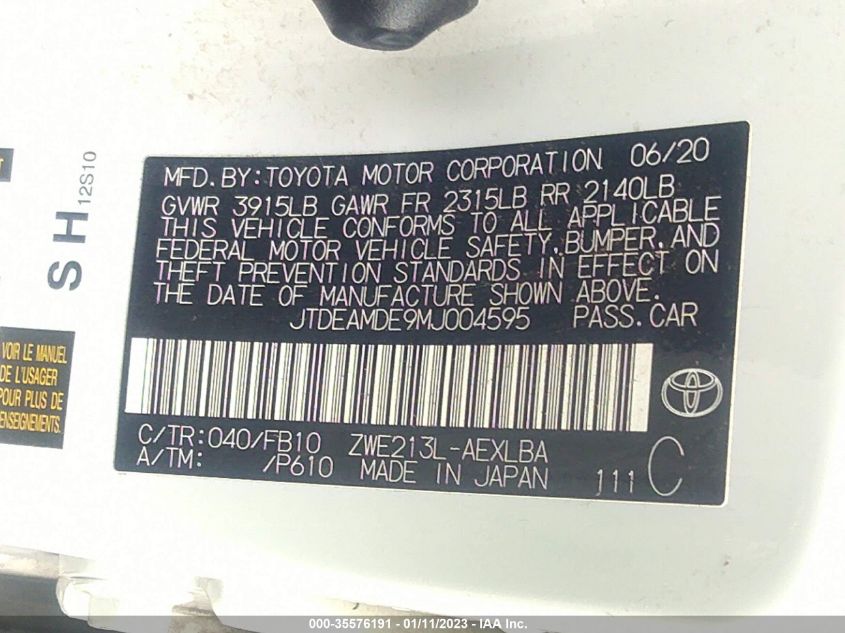 MFD. BY: TOYOTA MOTOR CORPORATION 06/20
GVWR 3915LB GAWR FR 2315LB RR 2140LB
THIS VEHICLE CONFORMS TO ALL APPLICABLE
FEDERAL MOTOR VEHICLE SAFETY, BUMPER, AND
THEFT PREVENTION STANDARDS IN EFFECT ON
THE DATE OF MANUFACTURE SHOWN ABOVE.
JTDEAMDE9MJ004595 PASS. CAR
C/TR: 040/FB10 ZWE213L-AEXLBA
A/TM: /P610 MADE IN JAPAN 111 C
SH 12S10
VOIR LE MANUEL
DE L'USAGER
POUR PLUS DE
000-35576191 - 01/11/2023 - IAA Inc.